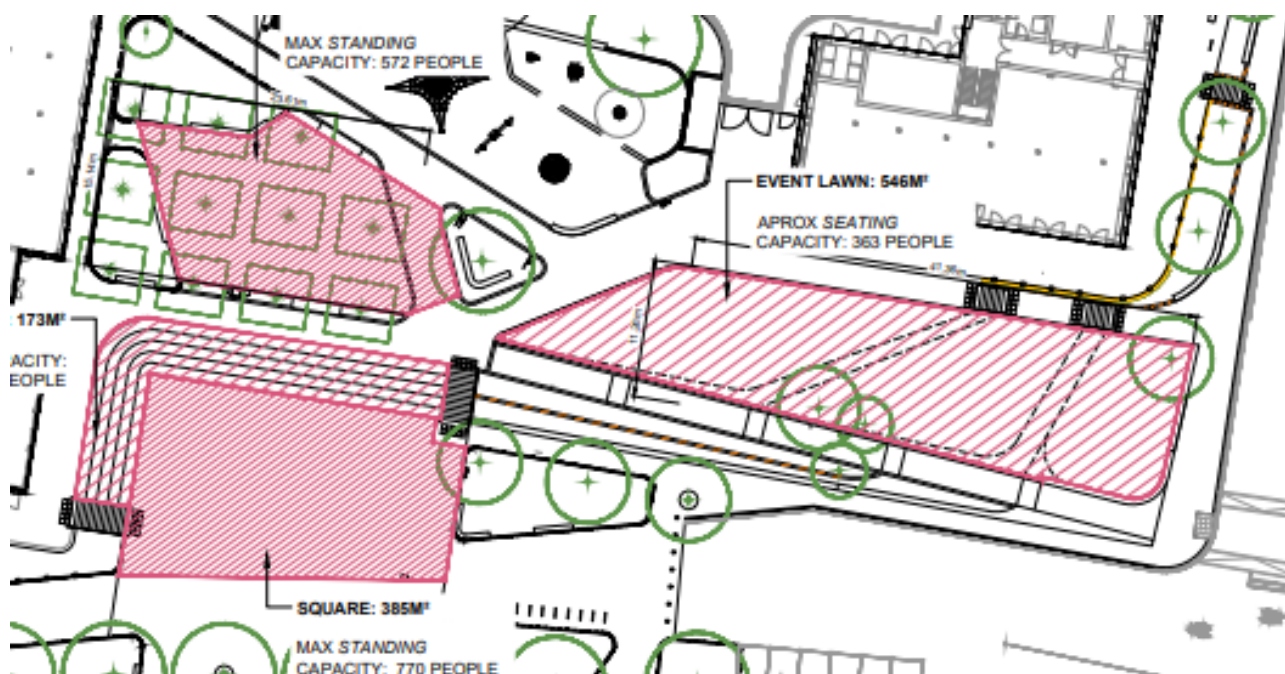 MAX STANDING
CAPACITY: 572 PEOPLE
EVENT LAWN: 546M²
APROX SEATING
CAPACITY: 363 PEOPLE
: 173M²
ACITY:
EOPLE
SQUARE: 385M²
MAX STANDING
CAPACITY: 770 PEOPLE